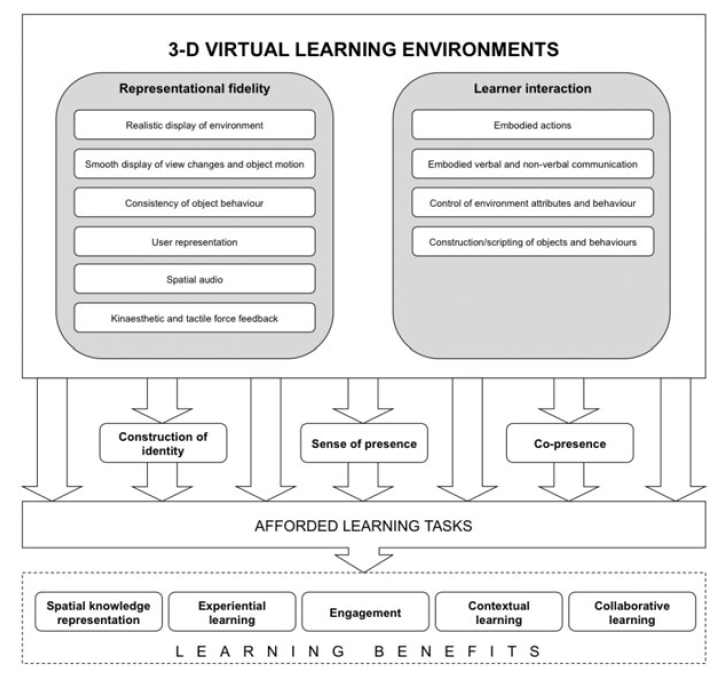 3-D VIRTUAL LEARNING ENVIRONMENTS
Representational fidelity
Realistic display of environment
Smooth display of view changes and object motion
Consistency of object behaviour
User representation
Spatial audio
Kinaesthetic and tactile force feedback
Learner interaction
Embodied actions
Embodied verbal and non-verbal communication
Control of environment attributes and behaviour
Construction/scripting of objects and behaviours
Construction of
identity
Sense of presence
Co-presence
AFFORDED LEARNING TASKS
Spatial knowledge
representation
Experiential
learning
Engagement
Contextual
learning
Collaborative
learning
LEARNING BENEFITS